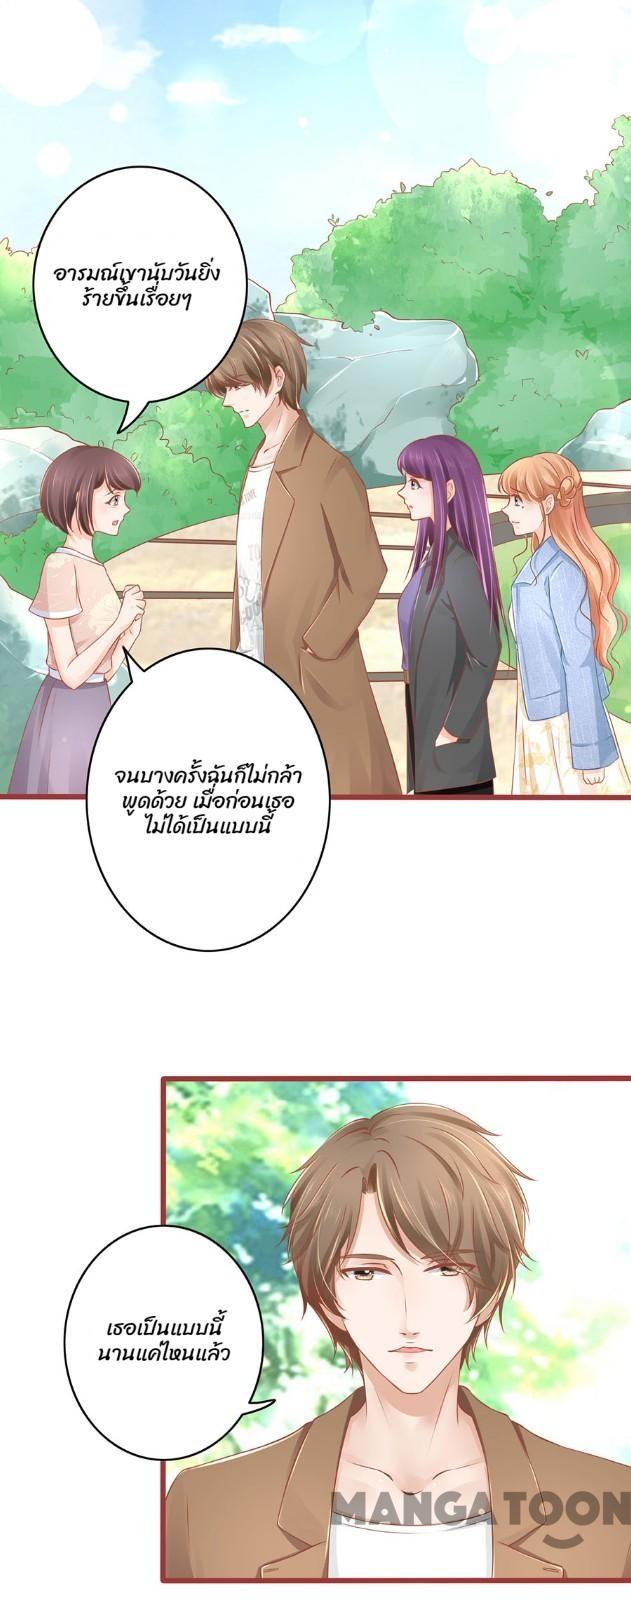 อารมณ์เขานับวันยิ่ง
ร้ายขึ้นเรื่อยๆ
จนบางครั้งฉันก็ไม่กล้า
พูดด้วย เมื่อก่อนเธอ
ไม่ได้เป็นแบบนี้
เธอเป็นแบบนี้
นานแค่ไหนแล้ว
MANGATOON